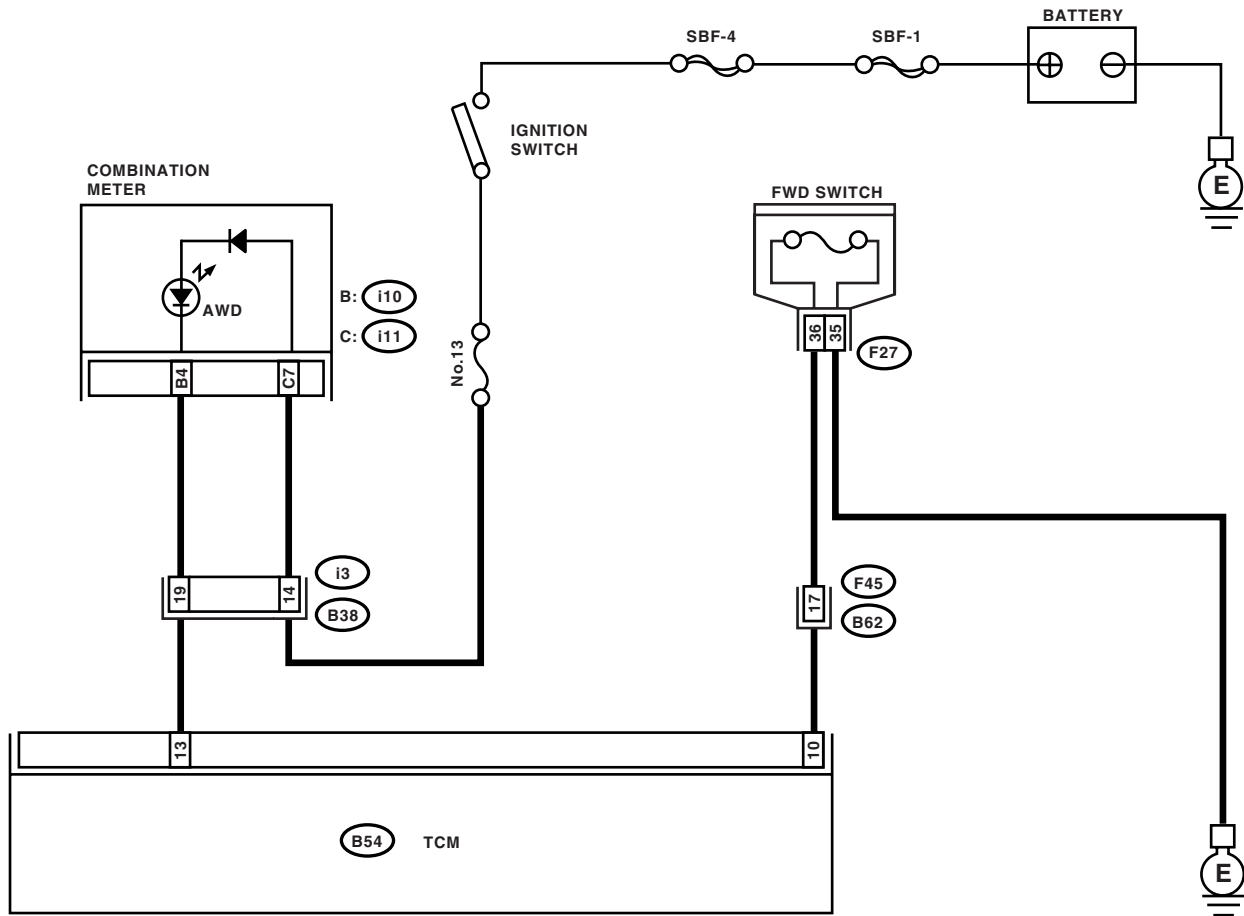 BATTERY
SBF-4
SBF-1
IGNITION
SWITCH
E
COMBINATION
METER
FWD SWITCH
AWD
B: i10
C: i11
No.13
36
35
F27
B4
C7
i3
19
14
B38
F45
17
B62
13
10
B54
TCM
E